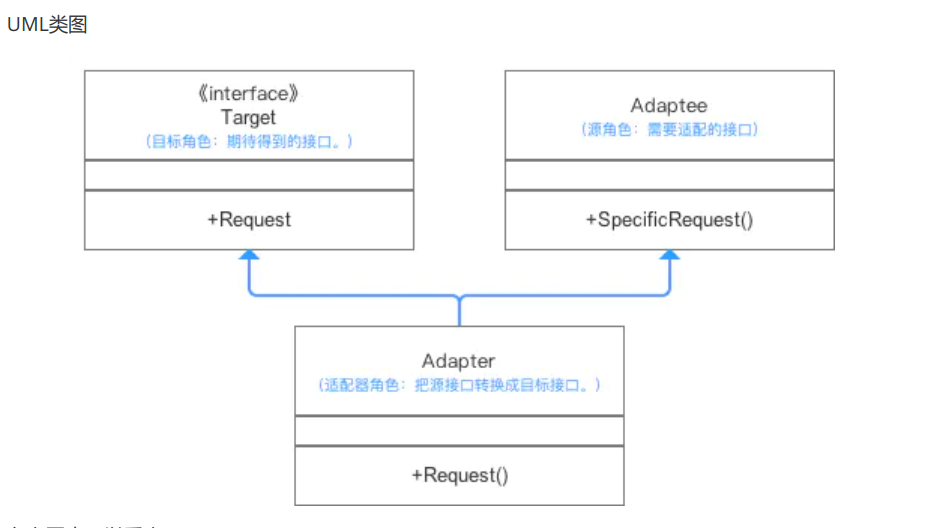 UML类图
《interface》
Target
（目标角色：期待得到的接口。）
+Request
Adaptee
（源角色：需要适配的接口）
+SpecificRequest()
Adapter
（适配器角色：把源接口转换成目标接口。）
+Request()